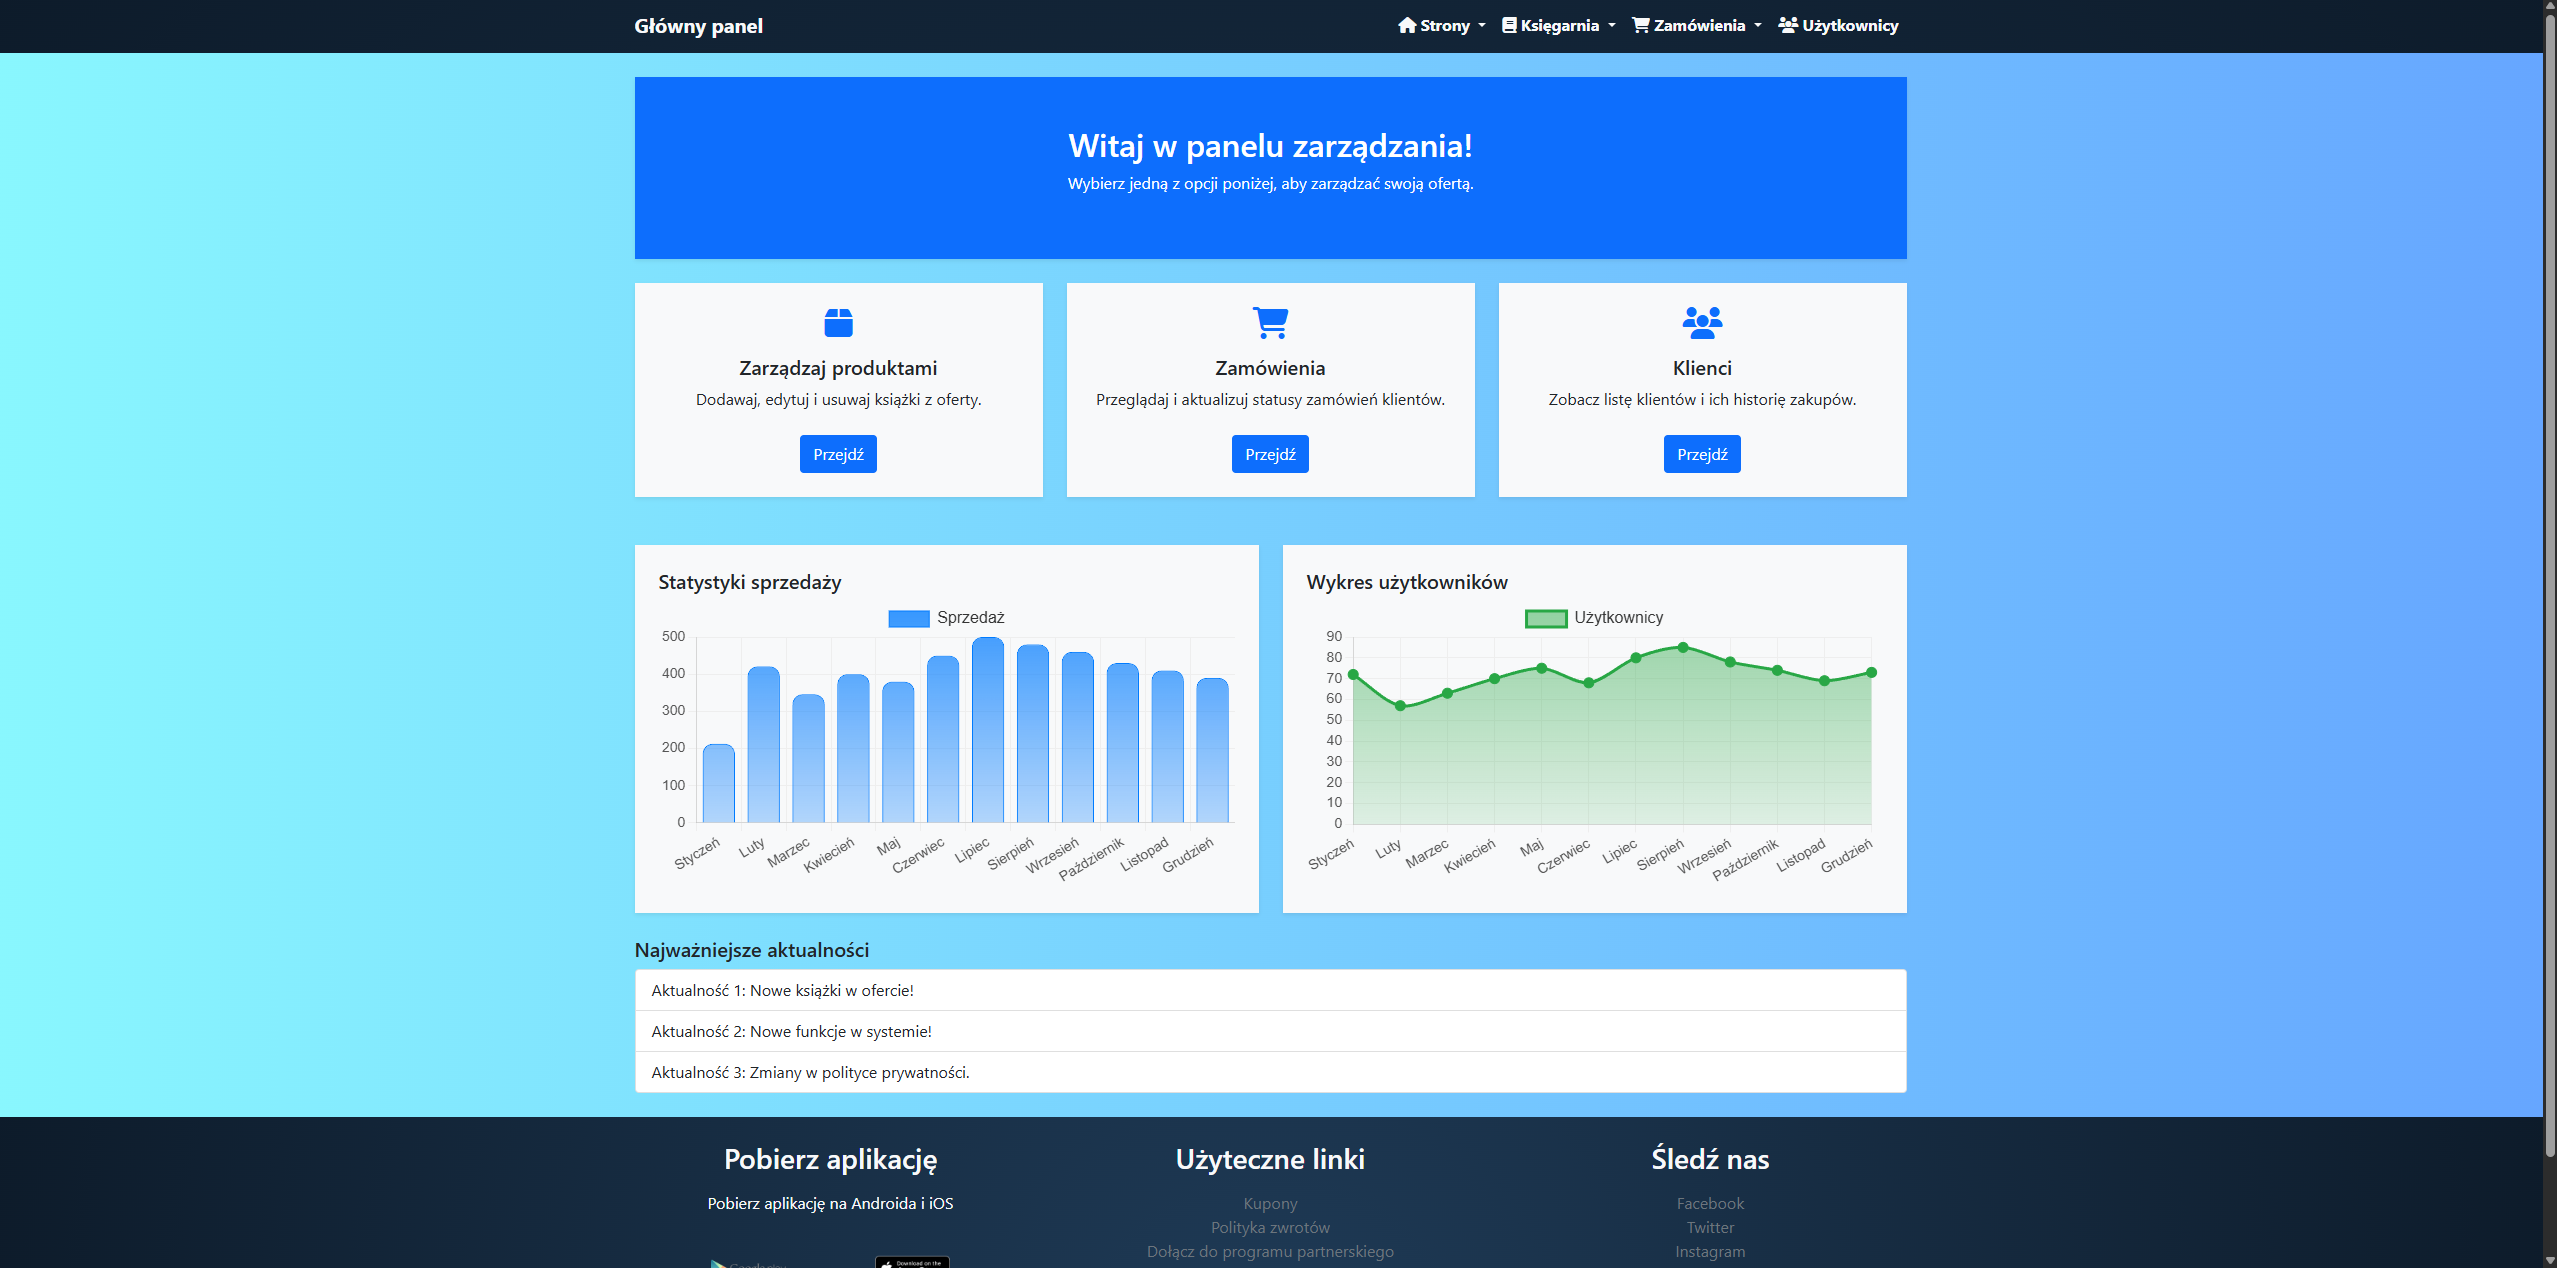 Główny panel
Strony
Księgarnia
Zamówienia
Użytkownicy
Witaj w panelu zarządzania!
Wybierz jedną z opcji poniżej, aby zarządzać swoją ofertą.
Zarządzaj produktami
Dodawaj, edytuj i usuwaj książki z oferty.
Przejdź
Zamówienia
Przeglądaj i aktualizuj statusy zamówień klientów.
Przejdź
Klienci
Zobacz listę klientów i ich historię zakupów.
Przejdź
Statystyki sprzedaży
Sprzedaż
500
400
300
200
100
0
Styczeń
Luty
Marzec
Kwiecień
Maj
Czerwiec
Lipiec
Sierpień
Wrzesień
Październik
Listopad
Grudzień
Wykres użytkowników
Użytkownicy
90
80
70
60
50
40
30
20
10
0
Styczeń
Luty
Marzec
Kwiecień
Maj
Czerwiec
Lipiec
Sierpień
Wrzesień
Październik
Listopad
Grudzień
Najważniejsze aktualności
Aktualność 1: Nowe książki w ofercie!
Aktualność 2: Nowe funkcje w systemie!
Aktualność 3: Zmiany w polityce prywatności.
Pobierz aplikację
Pobierz aplikację na Androida i iOS
Download on the
Użyteczne linki
Kupony
Polityka zwrotów
Dołącz do programu partnerskiego
Śledź nas
Facebook
Twitter
Instagram